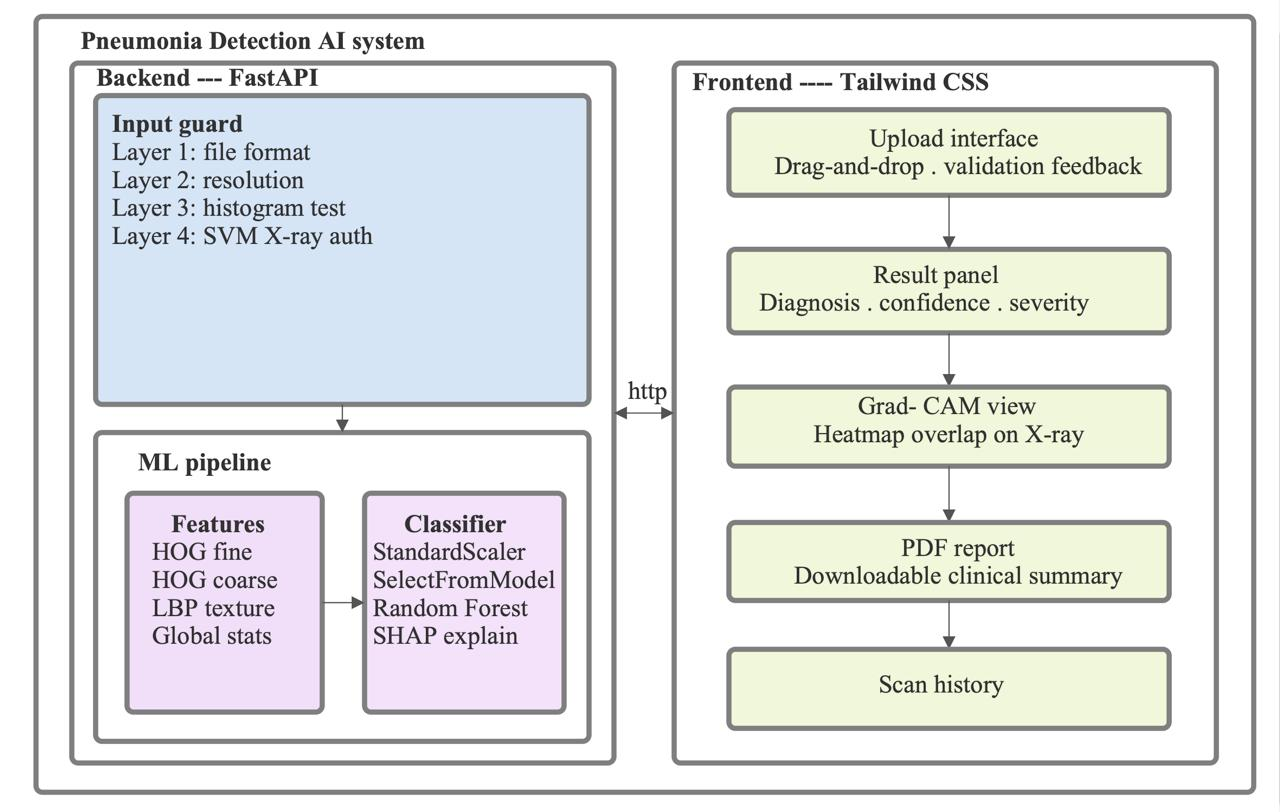 Pneumonia Detection AI system
Backend --- FastAPI
Input guard
Layer 1: file format
Layer 2: resolution
Layer 3: histogram test
Layer 4: SVM X-ray auth
ML pipeline
Features
HOG fine
HOG coarse
LBP texture
Global stats
Classifier
StandardScaler
SelectFromModel
Random Forest
SHAP explain
http
Frontend ---- Tailwind CSS
Upload interface
Drag-and-drop . validation feedback
Result panel
Diagnosis . confidence . severity
Grad- CAM view
Heatmap overlap on X-ray
PDF report
Downloadable clinical summary
Scan history